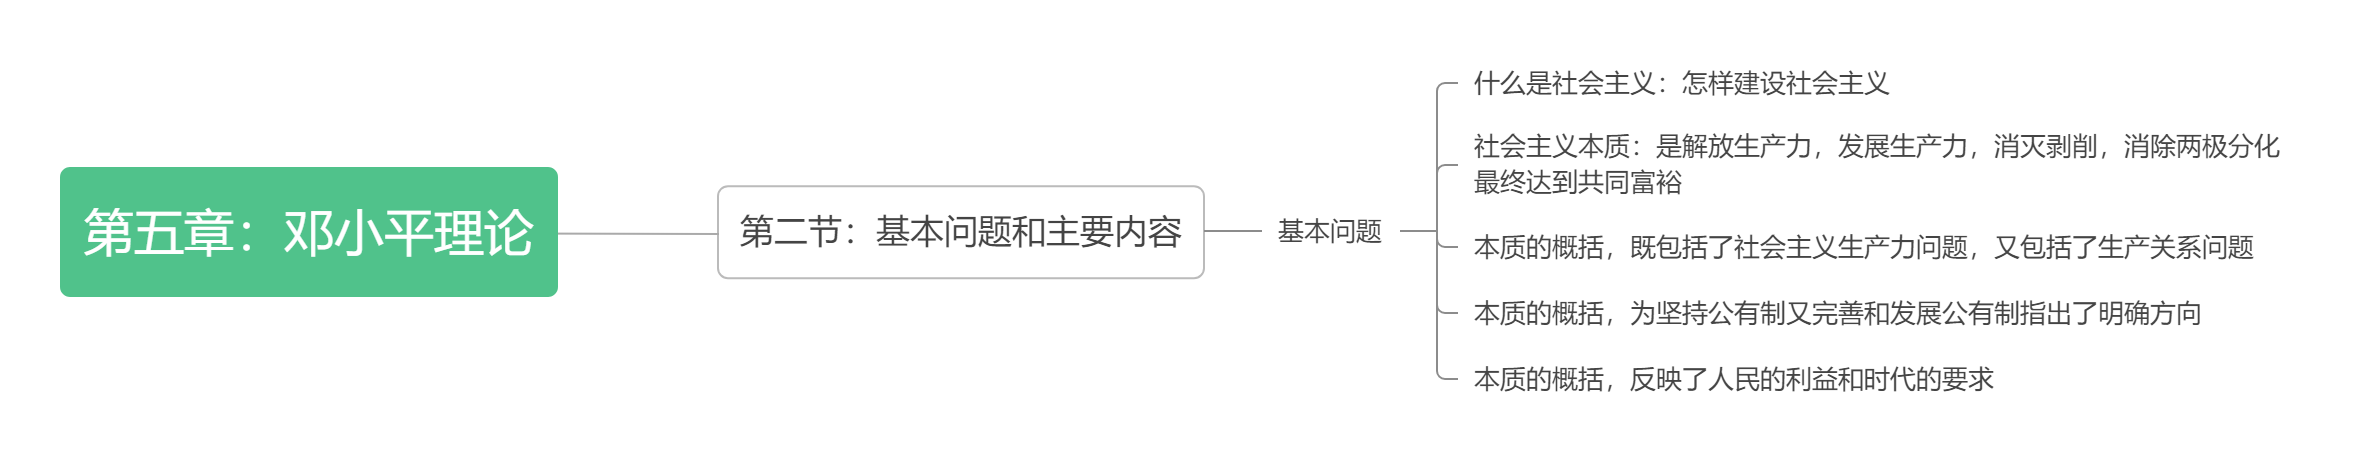 第五章：邓小平理论
第二节：基本问题和主要内容
基本问题
什么是社会主义：怎样建设社会主义
社会主义本质：是解放生产力，发展生产力，消灭剥削，消除两极分化
最终达到共同富裕
本质的概括，既包括了社会主义生产力问题，又包括了生产关系问题
本质的概括，为坚持公有制又完善和发展公有制指出了明确方向
本质的概括，反映了人民的利益和时代的要求